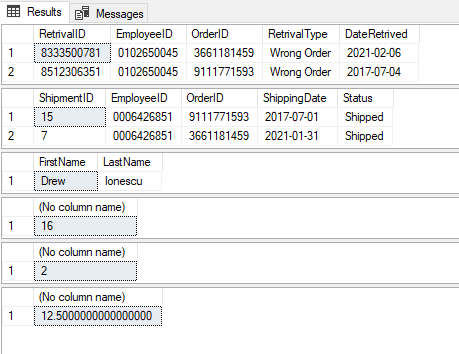 Results Messages
RetrivalID EmployeeID OrderID RetrivalType DateRetrived
1 8333500781 0102650045 3661181459 Wrong Order 2021-02-06
2 8512306351 0102650045 9111771593 Wrong Order 2017-07-04
ShipmentID EmployeeID OrderID ShippingDate Status
1 15 0006426851 9111771593 2017-07-01 Shipped
2 7 0006426851 3661181459 2021-01-31 Shipped
FirstName LastName
1 Drew Ionescu
(No column name)
1 16
(No column name)
1 2
(No column name)
1 12.5000000000000000